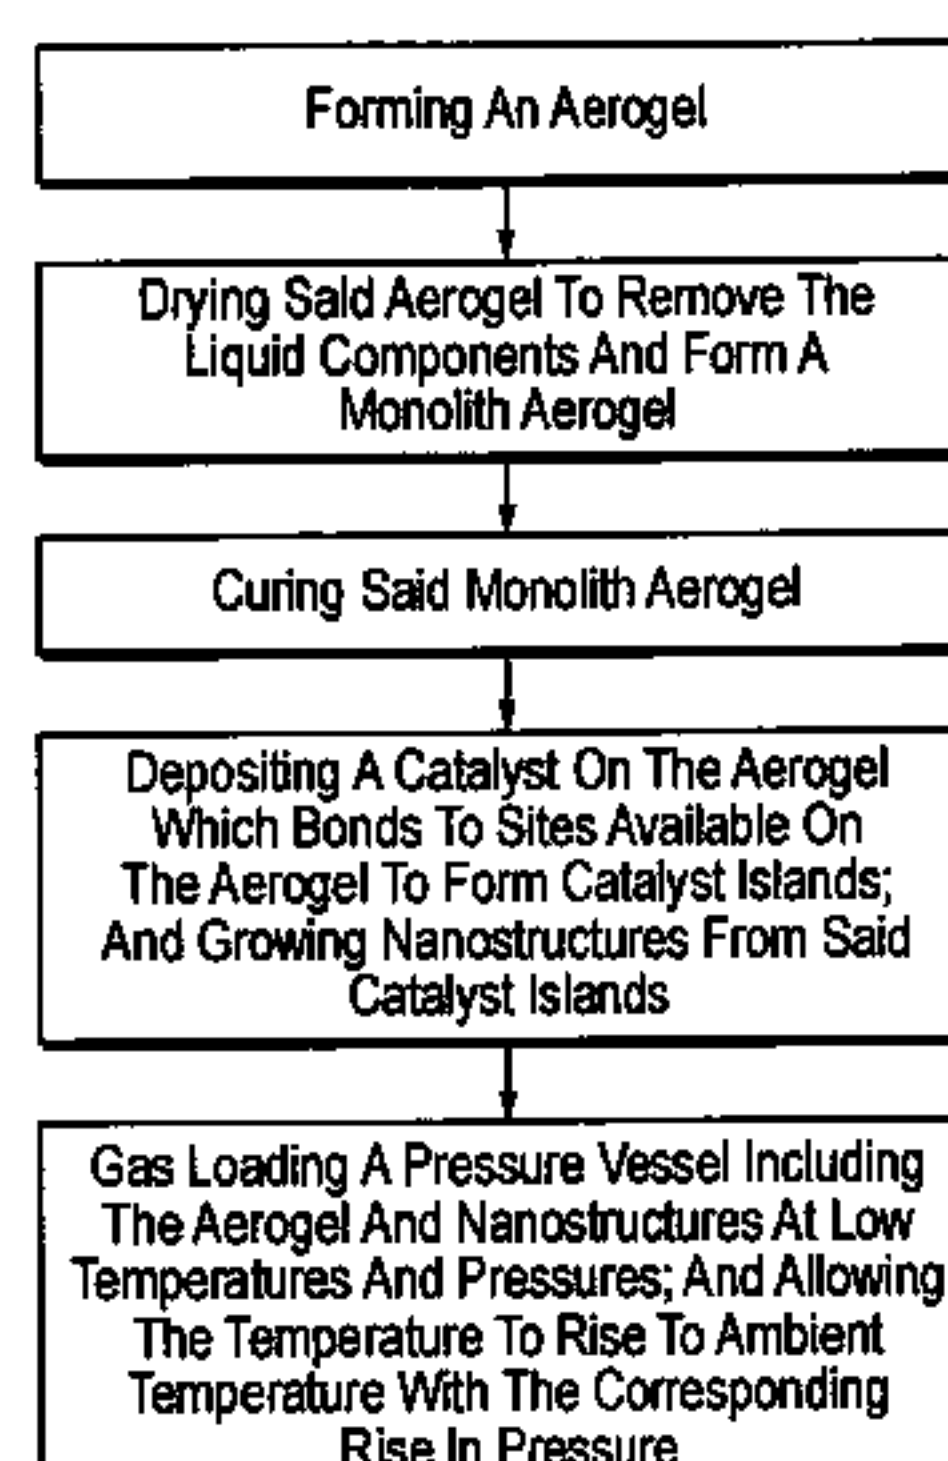 Forming An Aerogel
Drying Said Aerogel To Remove The
Liquid Components And Form A
Monolith Aerogel
Curing Said Monolith Aerogel
Depositing A Catalyst On The Aerogel
Which Bonds To Sites Available On
The Aerogel To Form Catalyst Islands;
And Growing Nanostructures From Said
Catalyst Islands
Gas Loading A Pressure Vessel Including
The Aerogel And Nanostructures At Low
Temperatures And Pressures; And Allowing
The Temperature To Rise To Ambient
Temperature With The Corresponding
Rise In Pressure